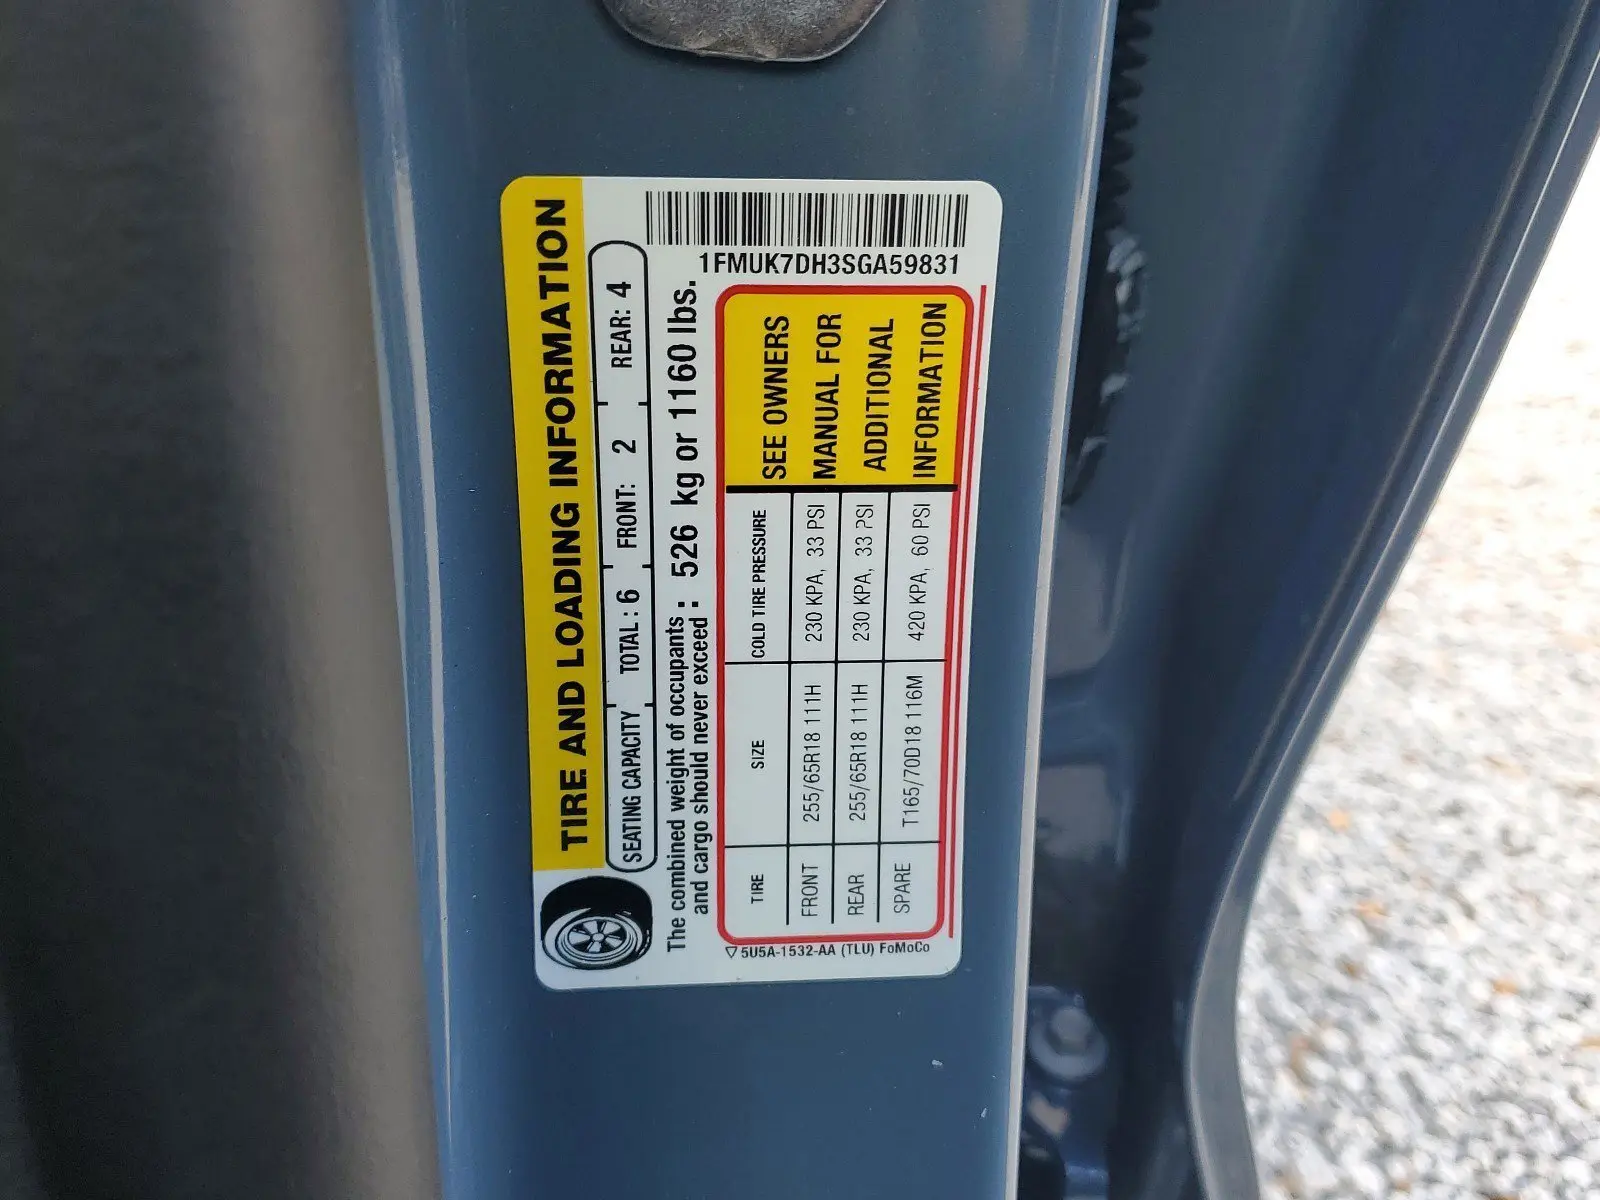 1FMUK7DH3SGA59831
TIRE AND LOADING INFORMATION
SEATING CAPACITY TOTAL : 6 FRONT: 2 REAR: 4
The combined weight of occupants
and cargo should never exceed : 526 kg or 1160 lbs.
TIRE SIZE COLD TIRE PRESSURE
FRONT 255/65R18 111H 230 KPA, 33 PSI
REAR 255/65R18 111H 230 KPA, 33 PSI
SPARE T165/70D18 116M 420 KPA, 60 PSI
SEE OWNERS
MANUAL FOR
ADDITIONAL
INFORMATION
5U5A-1532-AA (TLU) FoMoCo